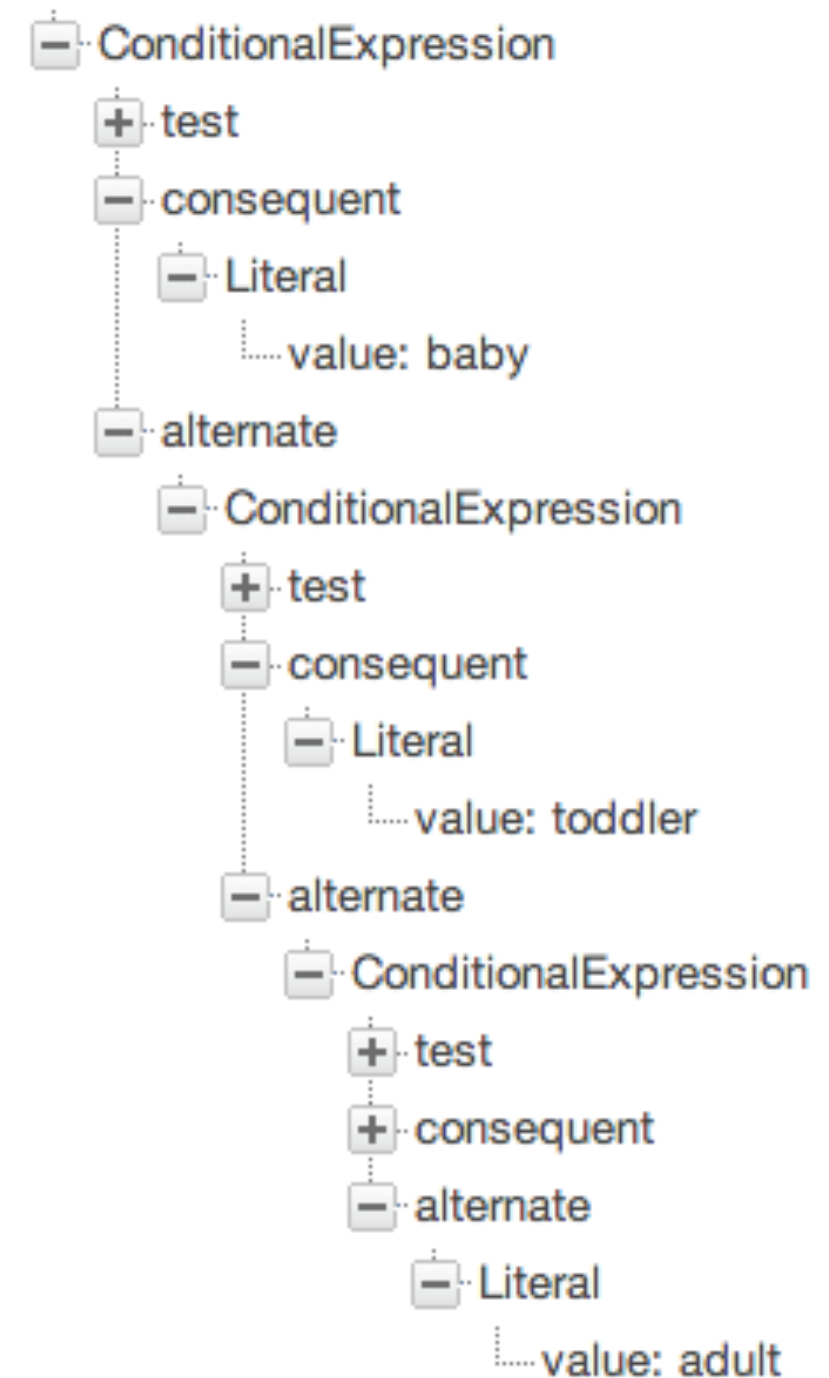 ConditionalExpression
test
consequent
Literal
value: baby
alternate
ConditionalExpression
test
consequent
Literal
value: toddler
alternate
ConditionalExpression
test
consequent
alternate
Literal
value: adult